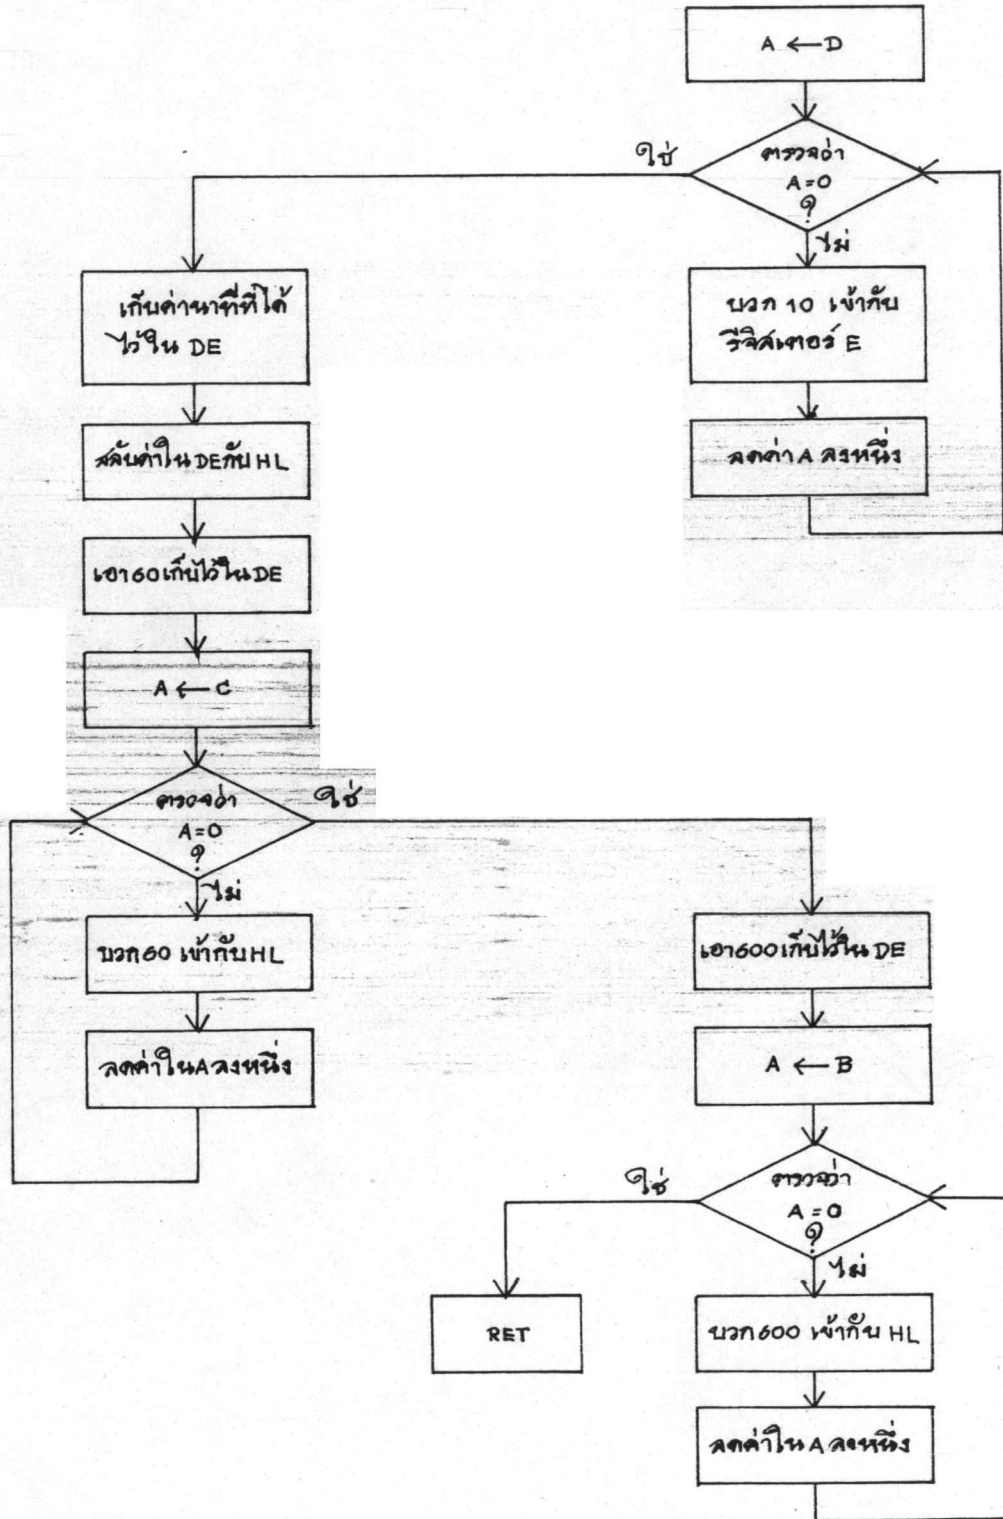 A ← D
ตรวจว่า
A=0
?
ใช่
ไม่
บวก 10 เข้ากับ
รีจิสเตอร์ E
ลดค่า A ลงหนึ่ง
เก็บค่านาทีที่ได้
ไว้ใน DE
สลับค่าใน DE กับ HL
เอา 60 เก็บไว้ใน DE
A ← C
ตรวจว่า
A=0
?
ใช่
ไม่
บวก 60 เข้ากับ HL
ลดค่าใน A ลงหนึ่ง
เอา 600 เก็บไว้ใน DE
A ← B
ตรวจว่า
A=0
?
ใช่
ไม่
RET
บวก 600 เข้ากับ HL
ลดค่าใน A ลงหนึ่ง